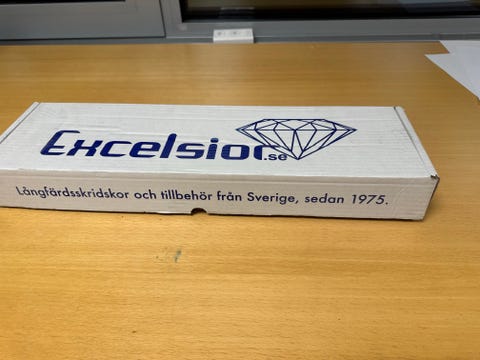 Excelsior.se
Långfärdsskridskor och tillbehör från Sverige, sedan 1975.